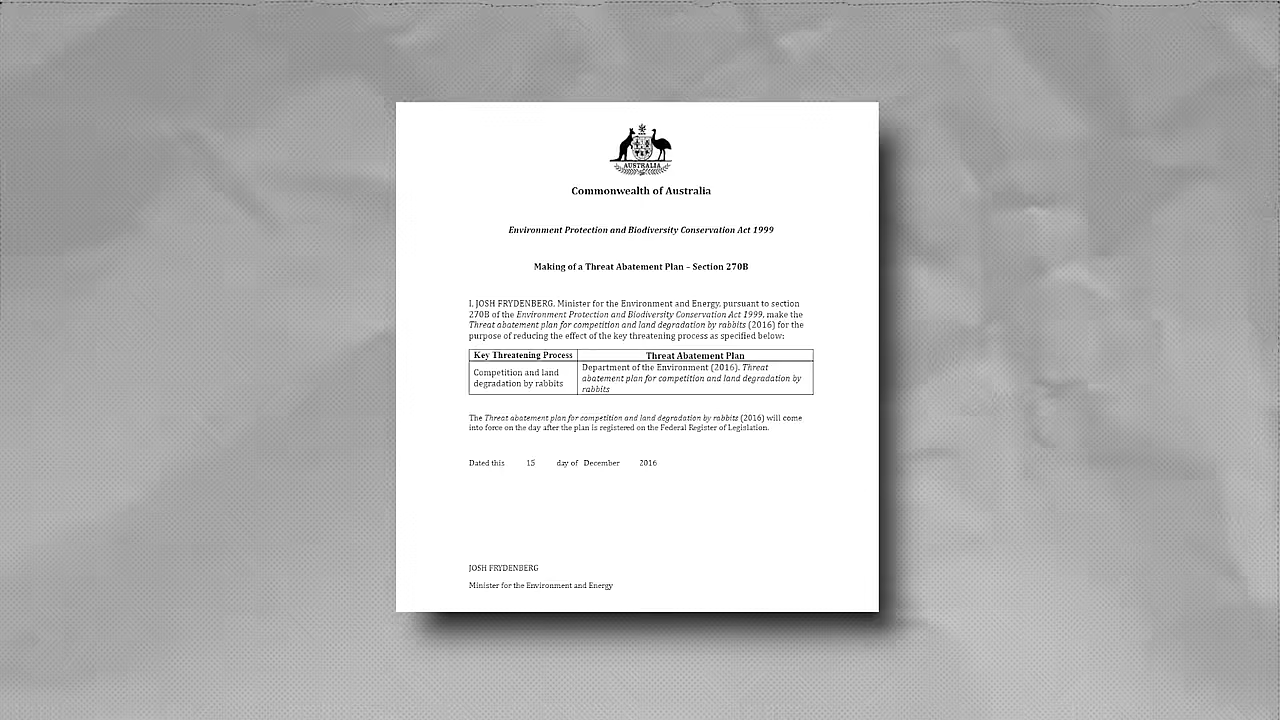 AUSTRALIA
Commonwealth of Australia
Environment Protection and Biodiversity Conservation Act 1999
Making of a Threat Abatement Plan – Section 270B
I, JOSH FRYDENBERG, Minister for the Environment and Energy, pursuant to section
270B of the Environment Protection and Biodiversity Conservation Act 1999, make the
Threat abatement plan for competition and land degradation by rabbits (2016) for the
purpose of reducing the effect of the key threatening process as specified below:
Key Threatening Process Threat Abatement Plan
Competition and land
degradation by rabbits
Department of the Environment (2016). Threat
abatement plan for competition and land degradation by
rabbits
The Threat abatement plan for competition and land degradation by rabbits (2016) will come
into force on the day after the plan is registered on the Federal Register of Legislation.
Dated this 15 day of December 2016
JOSH FRYDENBERG
Minister for the Environment and Energy